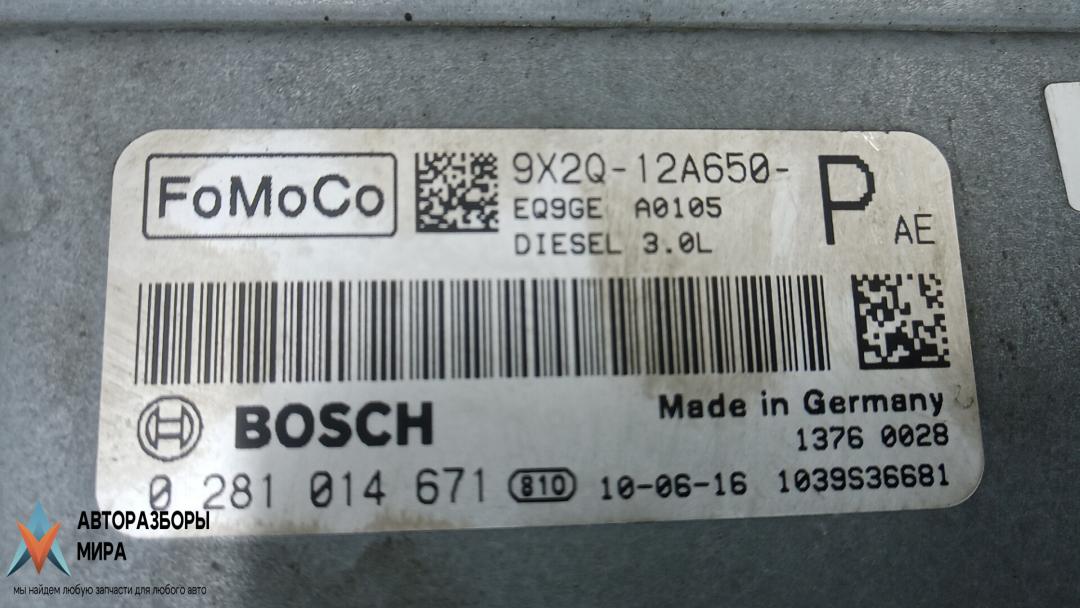 FoMoCo
9X2Q-12A650-
P
AE
EQ9GE A0105
DIESEL 3.0L
BOSCH
Made in Germany
1376 0028
0 281 014 671 810 10-06-16 1039S36681
АВТОРАЗБОРЫ
МИРА
мы найдем любую запчасти для любого авто